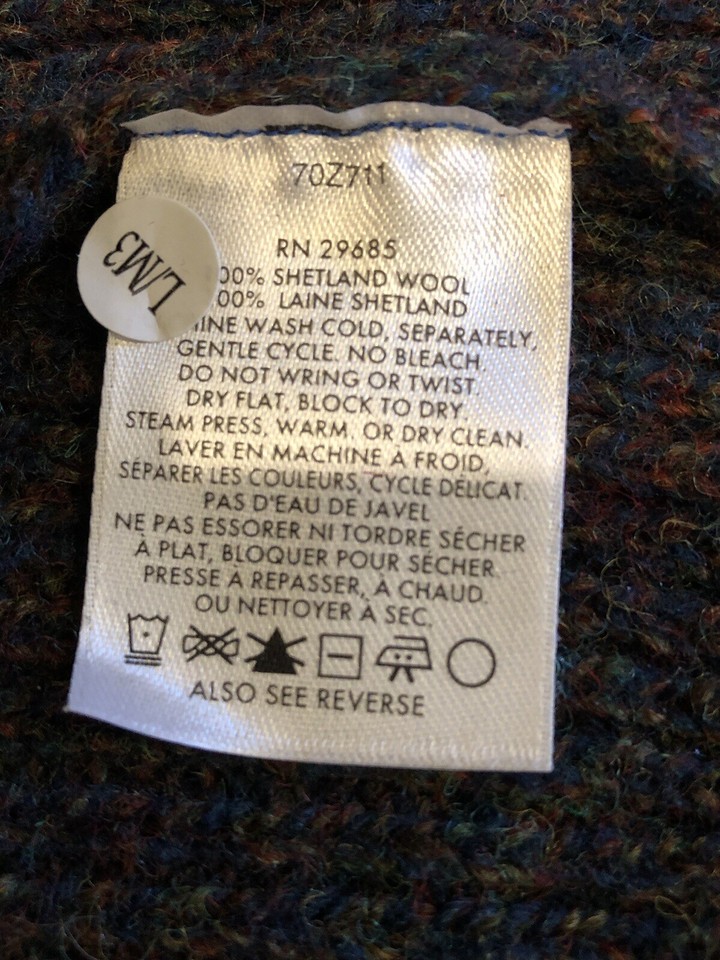 70Z711
LM3
RN 29685
00% SHETLAND WOOL
00% LAINE SHETLAND
INE WASH COLD, SEPARATELY,
GENTLE CYCLE. NO BLEACH.
DO NOT WRING OR TWIST.
DRY FLAT, BLOCK TO DRY.
STEAM PRESS, WARM, OR DRY CLEAN.
LAVER EN MACHINE À FROID,
SÉPARER LES COULEURS, CYCLE DÉLICAT.
PAS D'EAU DE JAVEL
NE PAS ESSORER NI TORDRE SÉCHER
À PLAT, BLOQUER POUR SÉCHER.
PRESSE À REPASSER, À CHAUD.
OU NETTOYER À SEC.
ALSO SEE REVERSE